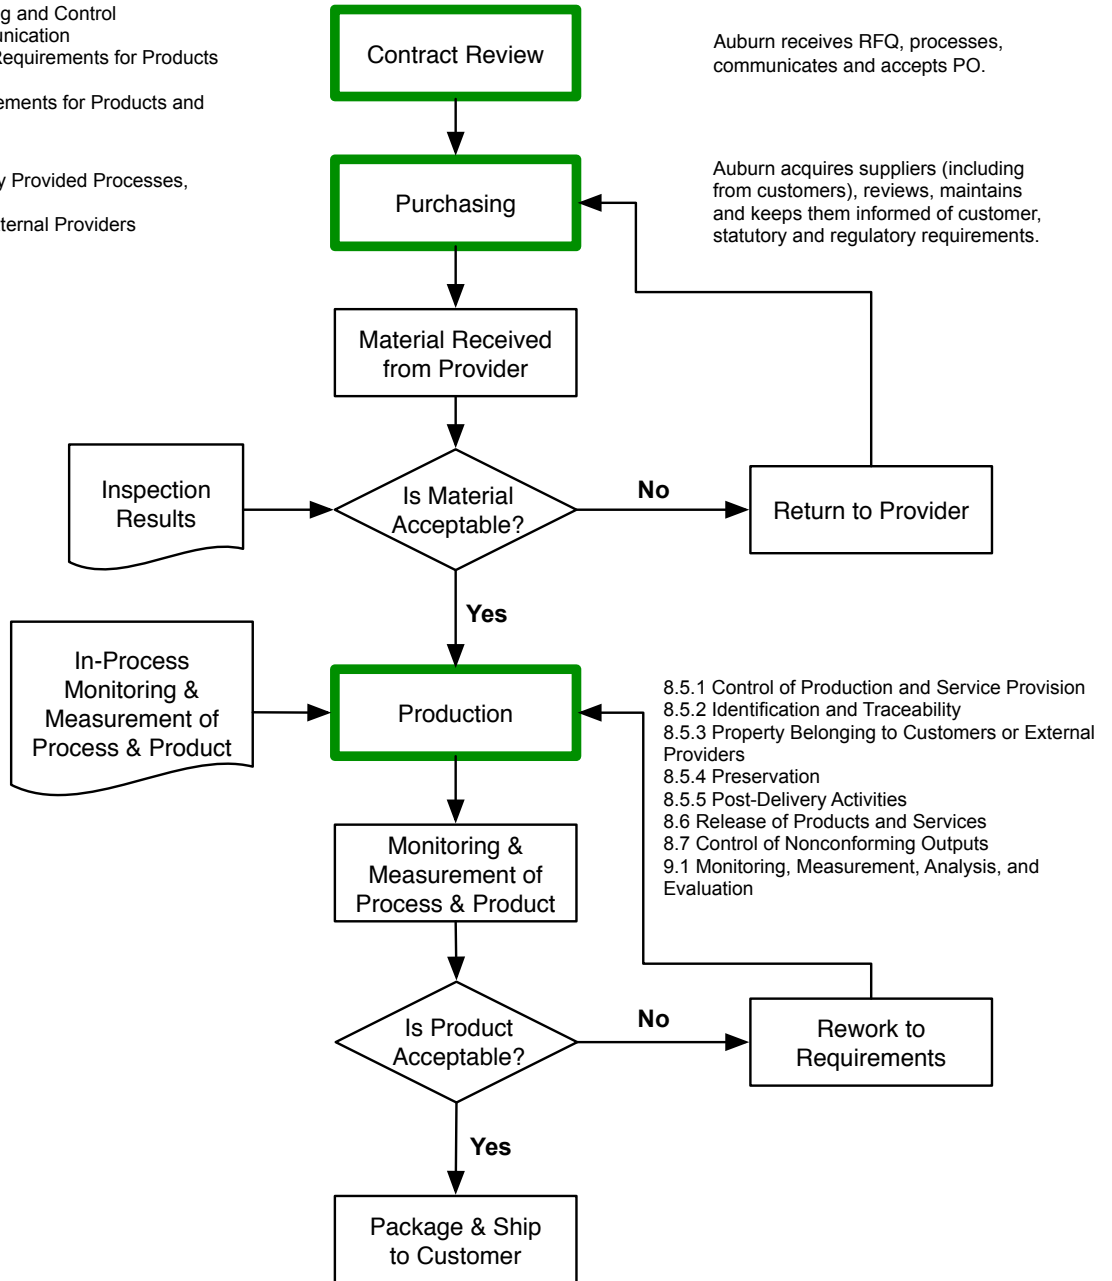 g and Control
unication
Requirements for Products
ements for Products and
y Provided Processes,
ternal Providers
Contract Review
Auburn receives RFQ, processes,
communicates and accepts PO.
Purchasing
Auburn acquires suppliers (including
from customers), reviews, maintains
and keeps them informed of customer,
statutory and regulatory requirements.
Material Received
from Provider
Inspection
Results
Is Material
Acceptable?
No
Return to Provider
Yes
In-Process
Monitoring &
Measurement of
Process & Product
Production
8.5.1 Control of Production and Service Provision
8.5.2 Identification and Traceability
8.5.3 Property Belonging to Customers or External
Providers
8.5.4 Preservation
8.5.5 Post-Delivery Activities
8.6 Release of Products and Services
8.7 Control of Nonconforming Outputs
9.1 Monitoring, Measurement, Analysis, and
Evaluation
Monitoring &
Measurement of
Process & Product
Is Product
Acceptable?
No
Rework to
Requirements
Yes
Package & Ship
to Customer